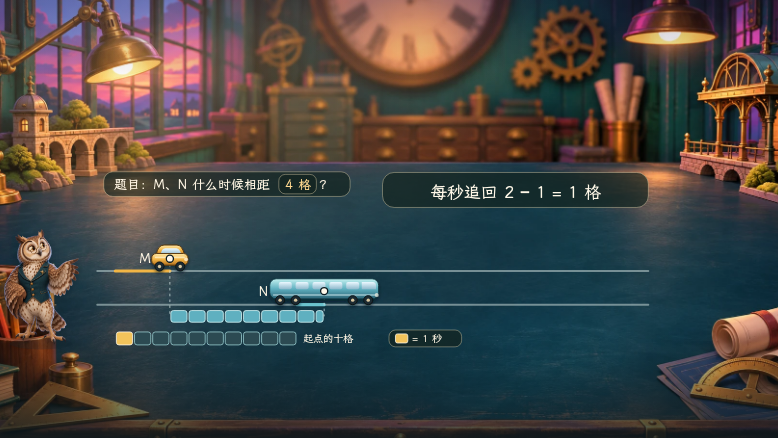 题目：M、N 什么时候相距 4 格？
每秒追回 2 − 1 = 1 格
M
N
起点的十格
= 1 秒